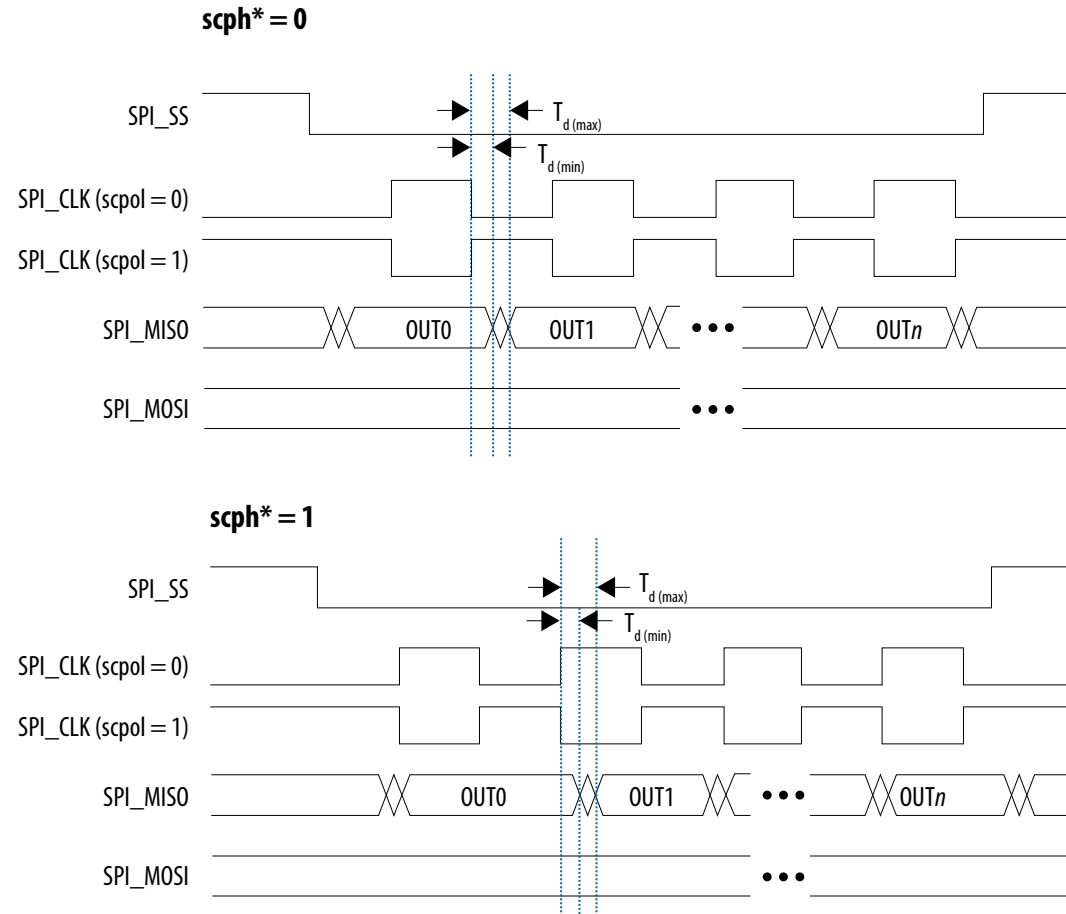 scph* = 0
SPI_SS
T d (max)
T d (min)
SPI_CLK (scpol = 0)
SPI_CLK (scpol = 1)
SPI_MISO
OUT0
OUT1
OUTn
SPI_MOSI
scph* = 1
SPI_SS
T d (max)
T d (min)
SPI_CLK (scpol = 0)
SPI_CLK (scpol = 1)
SPI_MISO
OUT0
OUT1
OUTn
SPI_MOSI